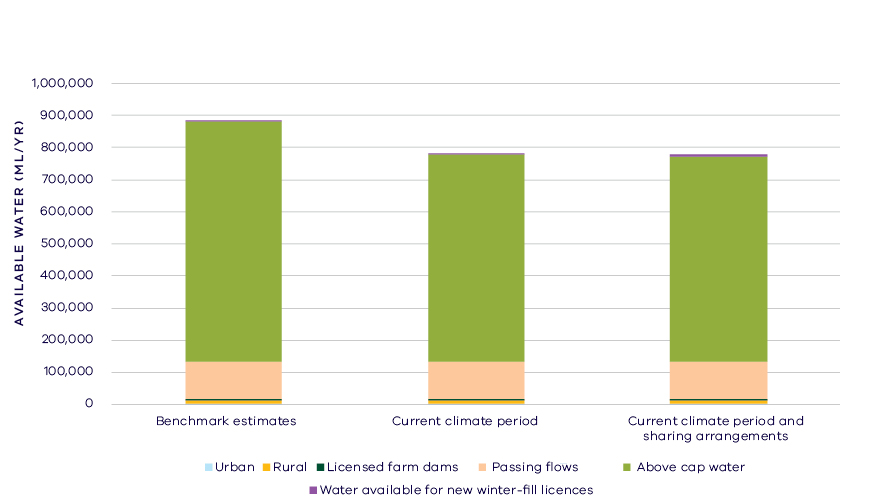 1,000,000
900,000
800,000
700,000
600,000
500,000
400,000
300,000
200,000
100,000
0
AVAILABLE WATER (ML/YR)
Benchmark estimates
Current climate period
Current climate period and
sharing arrangements
Urban
Rural
Licensed farm dams
Passing flows
Above cap water
Water available for new winter-fill licences